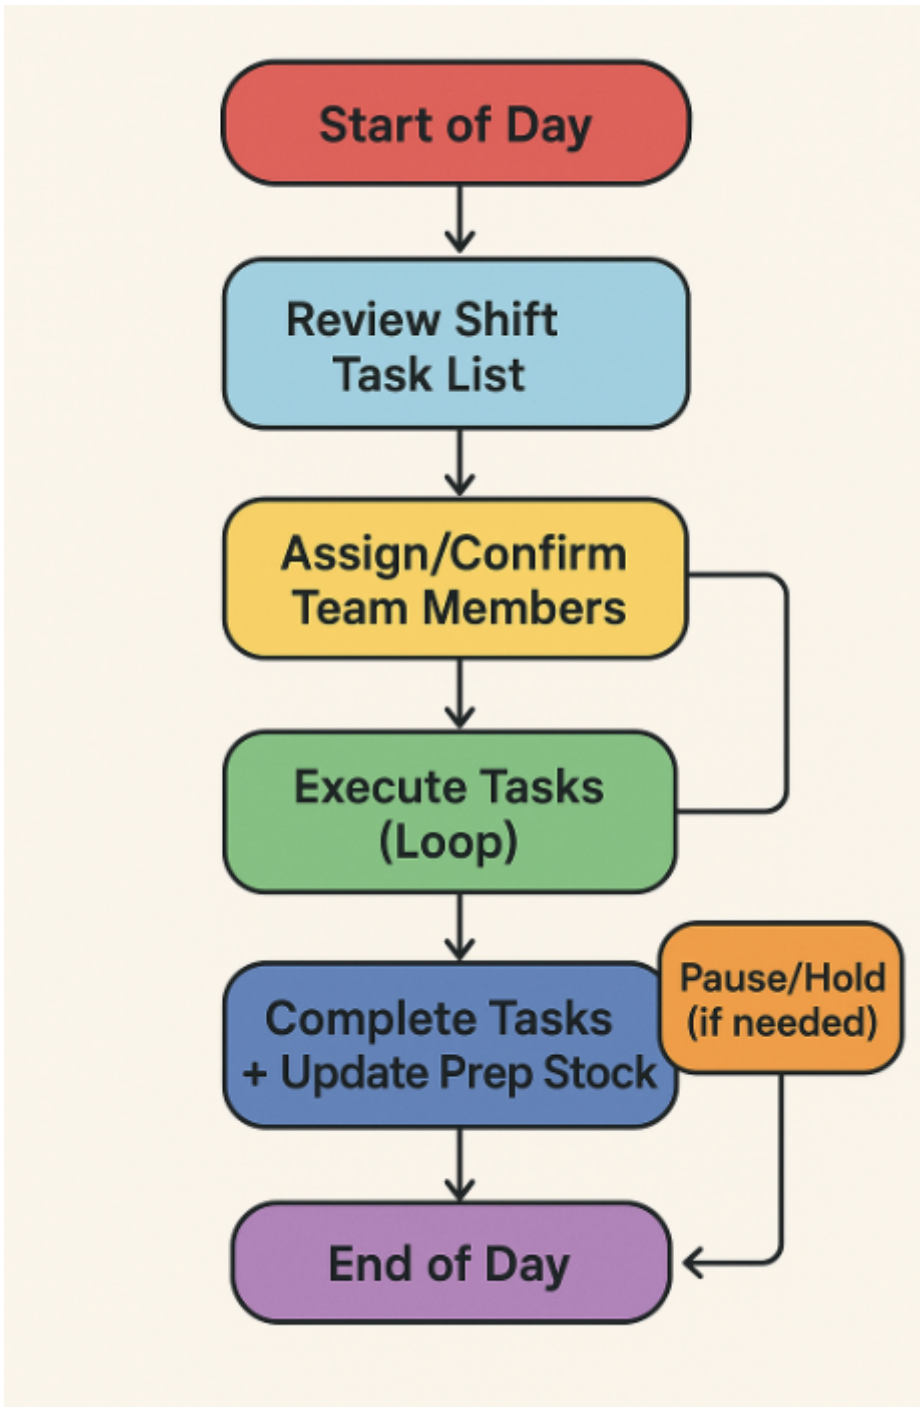 Start of Day
Review Shift
Task List
Assign/Confirm
Team Members
Execute Tasks
(Loop)
Complete Tasks
+ Update Prep Stock
Pause/Hold
(if needed)
End of Day